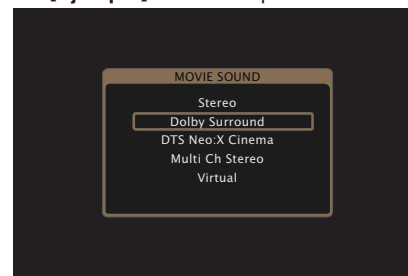 MOVIE SOUND
Stereo
Dolby Surround
DTS Neo:X Cinema
Multi Ch Stereo
Virtual